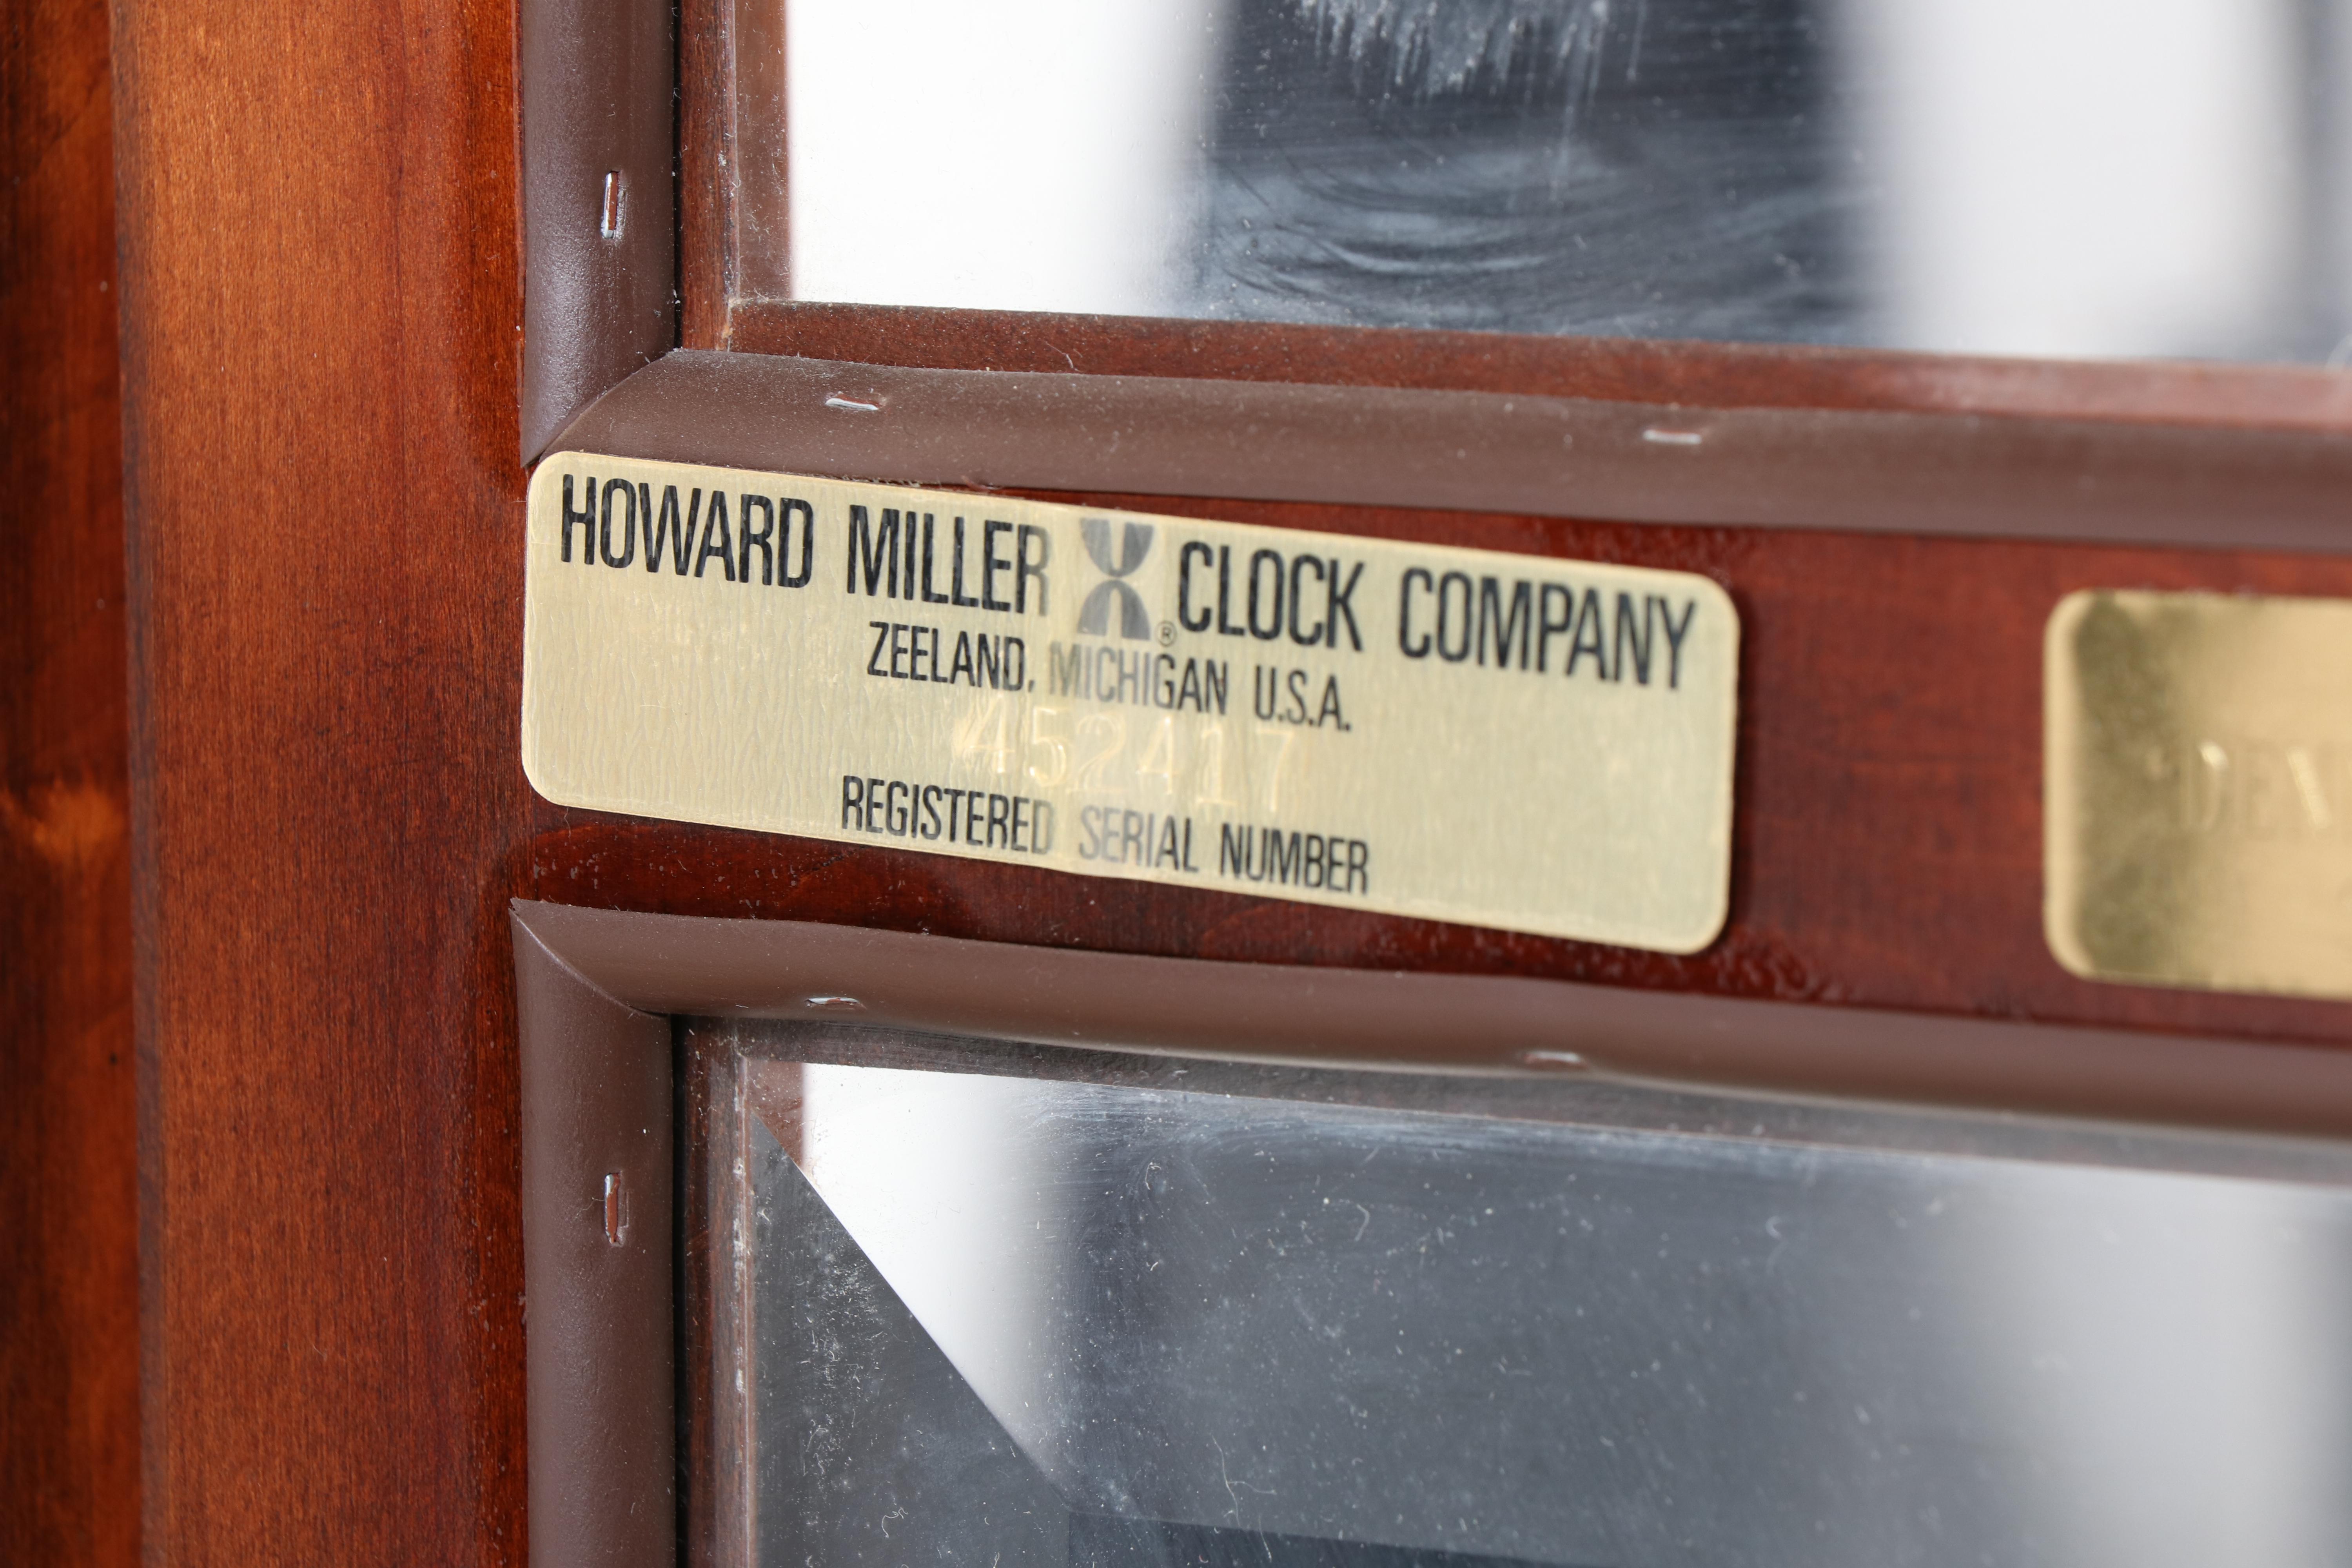 HOWARD MILLER ® CLOCK COMPANY
ZEELAND, MICHIGAN U.S.A.
452417
REGISTERED SERIAL NUMBER